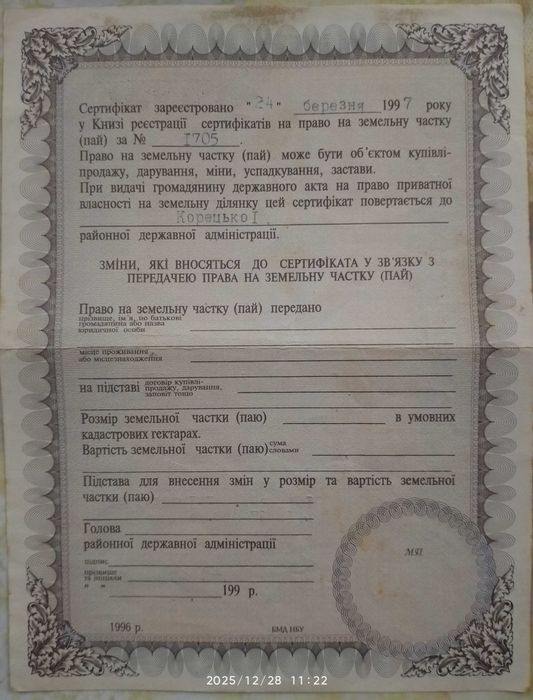 Сертифікат зареєстровано "24" березня 1997 року
у Книзі реєстрації сертифікатів на право на земельну частку
(пай) за № I705.
Право на земельну частку (пай) може бути об'єктом купівлі-
продажу, дарування, міни, успадкування, застави.
При видачі громадянину державного акта на право приватної
власності на земельну ділянку цей сертифікат повертається до
Корецької
районної державної адміністрації.
ЗМІНИ, ЯКІ ВНОСЯТЬСЯ ДО СЕРТИФІКАТА У ЗВ'ЯЗКУ З
ПЕРЕДАЧЕЮ ПРАВА НА ЗЕМЕЛЬНУ ЧАСТКУ (ПАЙ)
Право на земельну частку (пай) передано
прізвище, ім'я, по батькові
громадянина або назва
юридичної особи
місце проживання
або місцезнаходження
на підставі договір купівлі-
продажу, дарування,
заповіт тощо
Розмір земельної частки (паю) в умовних
кадастрових гектарах.
Вартість земельної частки (паю) сума
словами
Підстава для внесення змін у розмір та вартість земельної
частки (паю)
Голова
районної державної адміністрації
підпис
прізвище
та ініціали
" " 199 р.
МП
1996 р.
БМД НБУ
2025/12/28 11:22